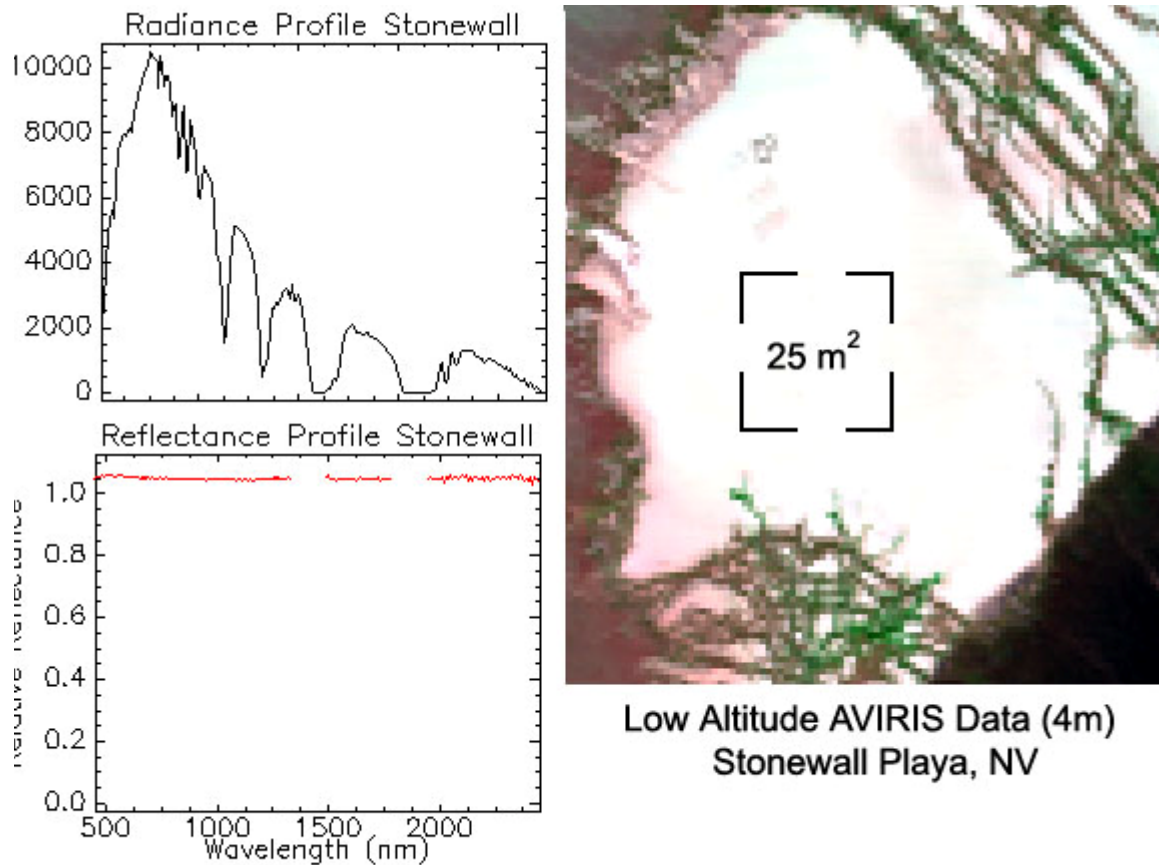 Radiance Profile Stonewall
10000
8000
6000
4000
2000
0
Reflectance Profile Stonewall
1.0
0.8
0.6
0.4
0.2
0.0
Relative Reflectance
500 1000 1500 2000
Wavelength (nm)
25 m²
Low Altitude AVIRIS Data (4m)
Stonewall Playa, NV